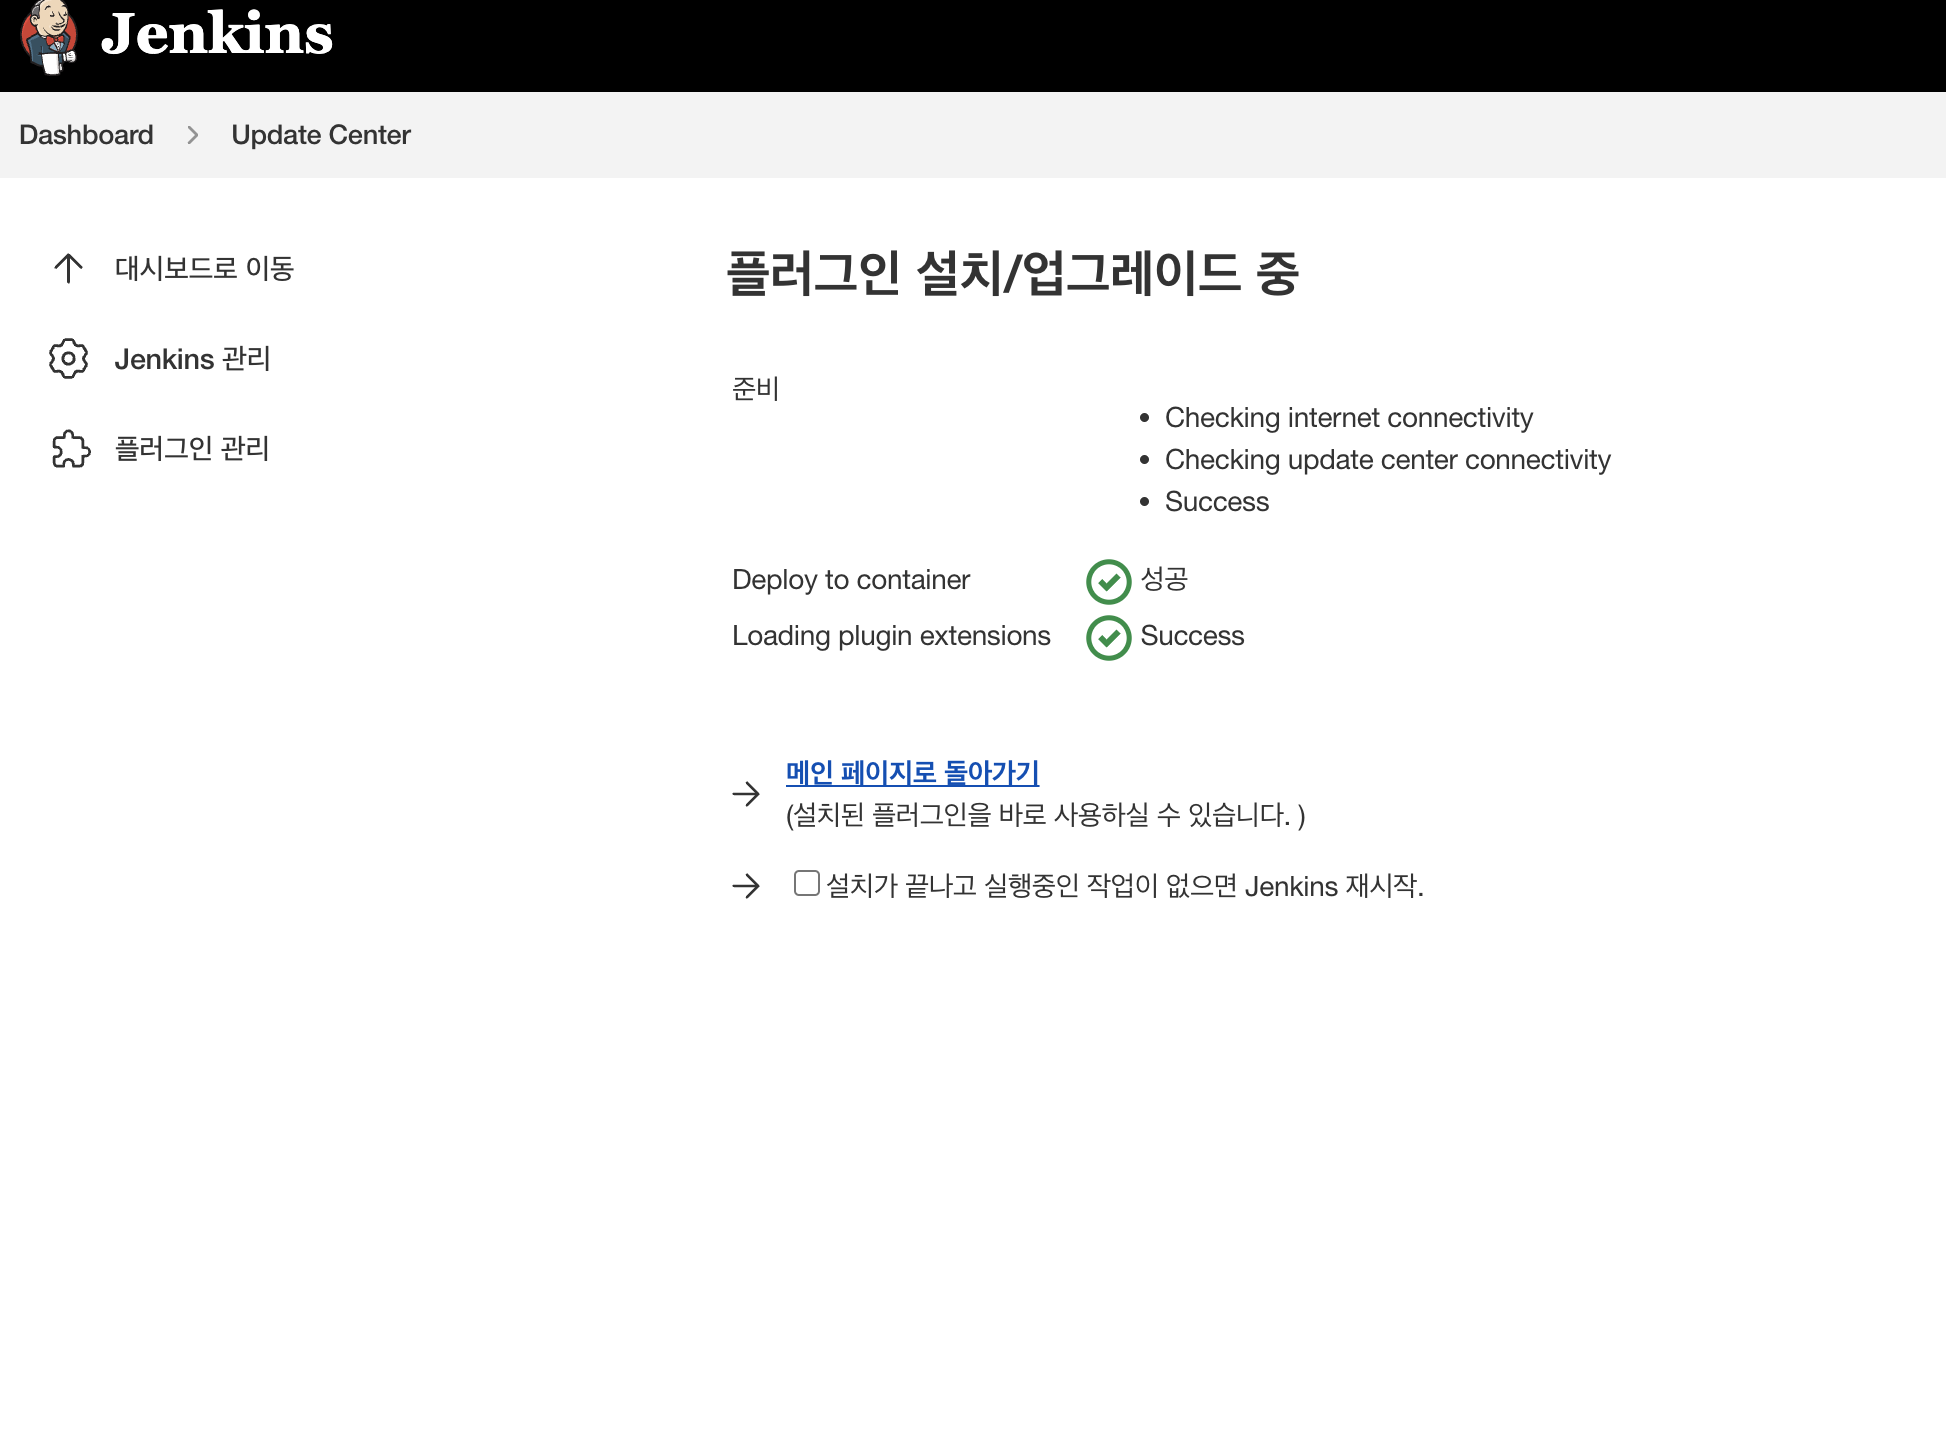 Jenkins
Dashboard > Update Center
대시보드로 이동
Jenkins 관리
플러그인 관리
플러그인 설치/업그레이드 중
준비
• Checking internet connectivity
• Checking update center connectivity
• Success
Deploy to container 성공
Loading plugin extensions Success
→ 메인 페이지로 돌아가기
(설치된 플러그인을 바로 사용하실 수 있습니다. )
→ 설치가 끝나고 실행중인 작업이 없으면 Jenkins 재시작.